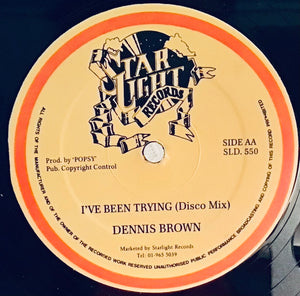 STAR
LIGHT
RECORDS
Prod. by 'POPSY'
Pub. Copyright Control
SIDE AA
SLD. 550
I'VE BEEN TRYING (Disco Mix)
DENNIS BROWN
Marketed by Starlight Records
Tel: 01-965 5039
ALL RIGHTS OF THE MANUFACTURER AND OF THE OWNER OF THE RECORDED WORK RESERVED UNAUTHORISED PUBLIC PERFORMANCE BROADCASTING AND COPYING OF THIS RECORD PROHIBITED